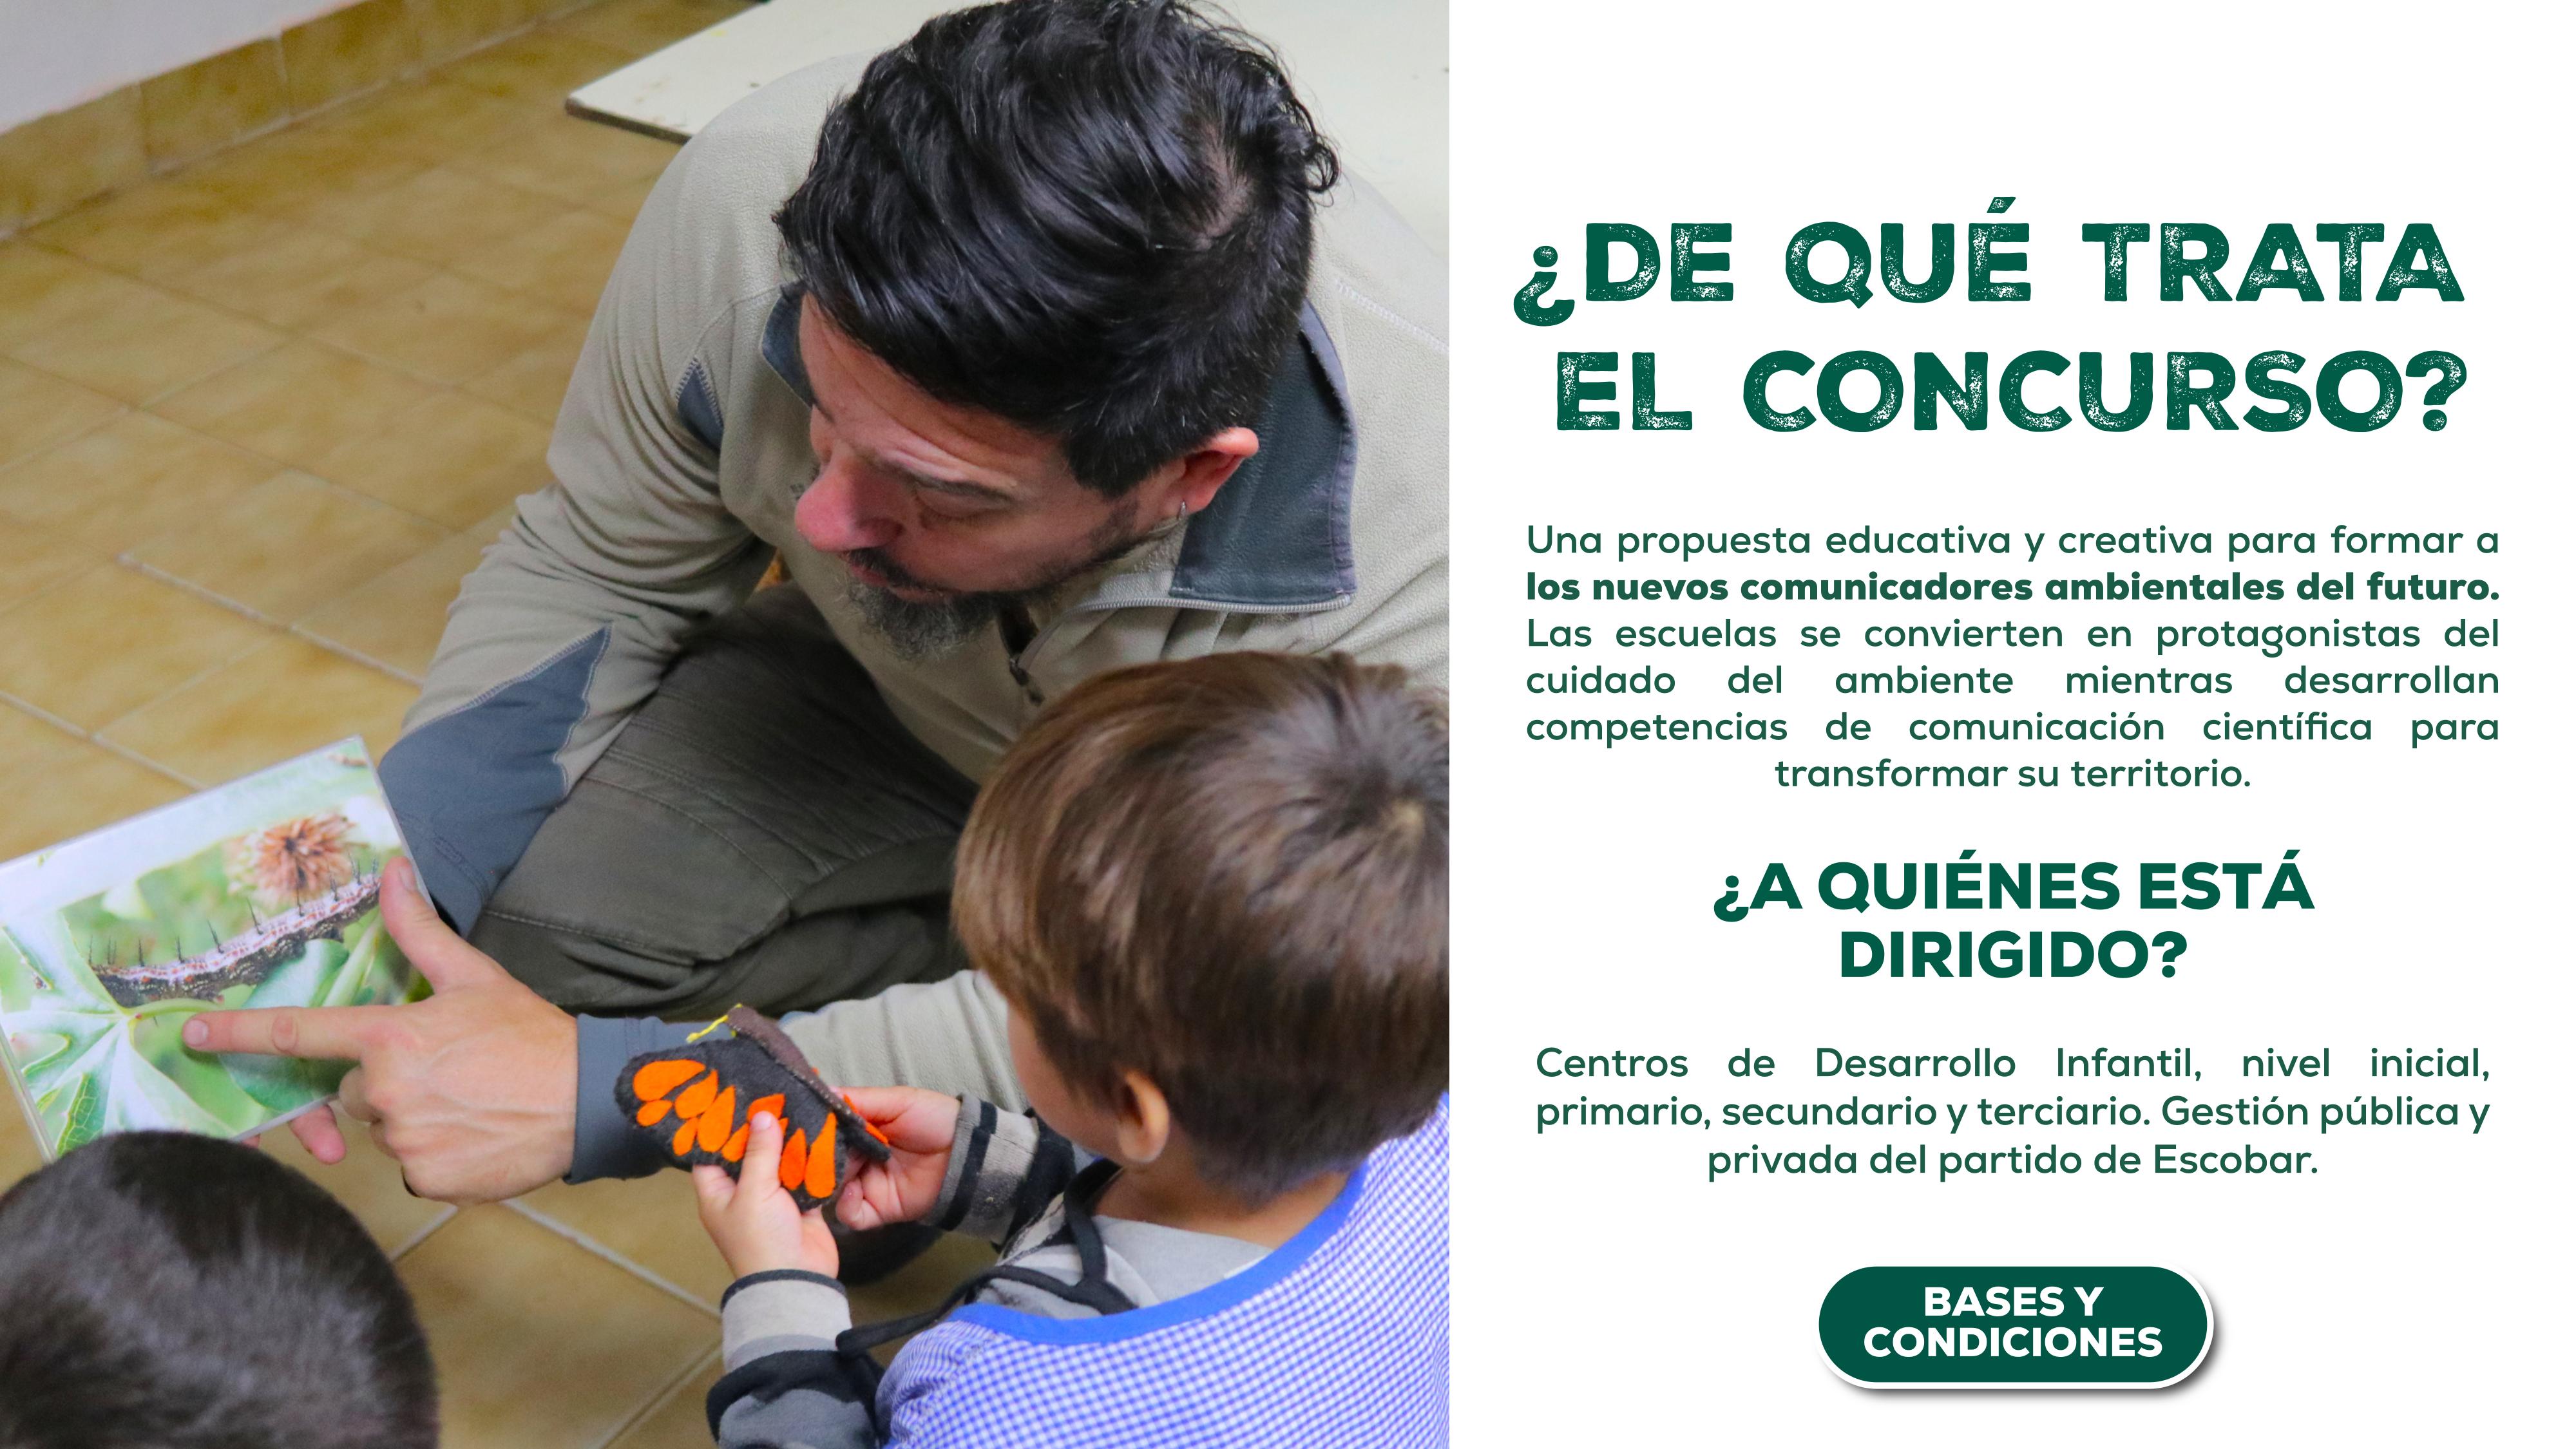 ¿DE QUÉ TRATA
EL CONCURSO?
Una propuesta educativa y creativa para formar a
los nuevos comunicadores ambientales del futuro.
Las escuelas se convierten en protagonistas del
cuidado del ambiente mientras desarrollan
competencias de comunicación científica para
transformar su territorio.
¿A QUIÉNES ESTÁ
DIRIGIDO?
Centros de Desarrollo Infantil, nivel inicial,
primario, secundario y terciario. Gestión pública y
privada del partido de Escobar.
BASES Y
CONDICIONES